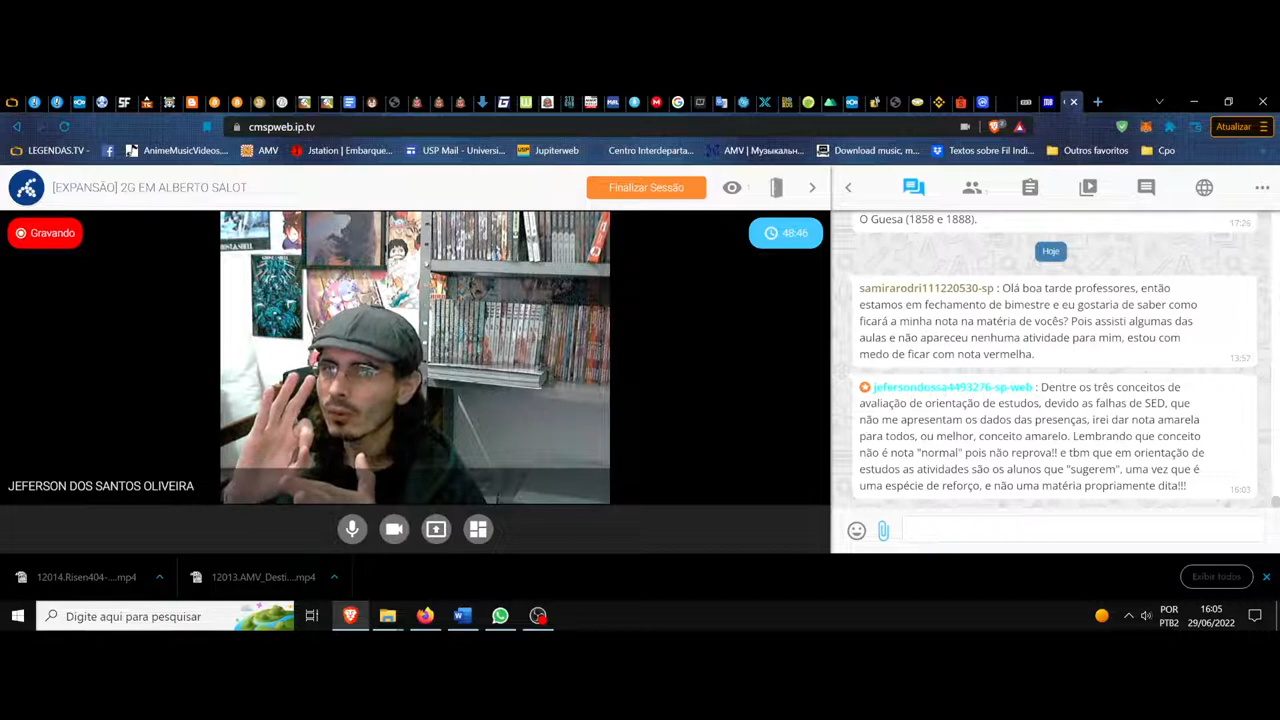 cmspweb.ip.tv
Atualizar
LEGENDAS.TV -
AnimeMusicVideos...
AMV
Jstation | Embarque...
USP Mail - Universi...
Jupiterweb
Centro Interdeparta...
AMV | Музыкальн...
Download music, m...
Textos sobre Fil Indi...
Outros favoritos
Cpo
[EXPANSÃO] 2G EM ALBERTO SALOT
Finalizar Sessão
1
Gravando
48:46
JEFERSON DOS SANTOS OLIVEIRA
O Guesa (1858 e 1888).
17:26
Hoje
samirarodri111220530-sp : Olá boa tarde professores, então
estamos em fechamento de bimestre e eu gostaria de saber como
ficará a minha nota na matéria de vocês? Pois assisti algumas das
aulas e não apareceu nenhuma atividade para mim, estou com
medo de ficar com nota vermelha.
13:57
jefersondossa4493276-sp-web : Dentre os três conceitos de
avaliação de orientação de estudos, devido as falhas de SED, que
não me apresentam os dados das presenças, irei dar nota amarela
para todos, ou melhor, conceito amarelo. Lembrando que conceito
não é nota "normal" pois não reprova!! e tbm que em orientação de
estudos as atividades são os alunos que "sugerem", uma vez que é
uma espécie de reforço, e não uma matéria propriamente dita!!!
16:03
12014.Risen404-....mp4
12013.AMV_Desti....mp4
Exibir todos
Digite aqui para pesquisar
POR
PTB2
16:05
29/06/2022